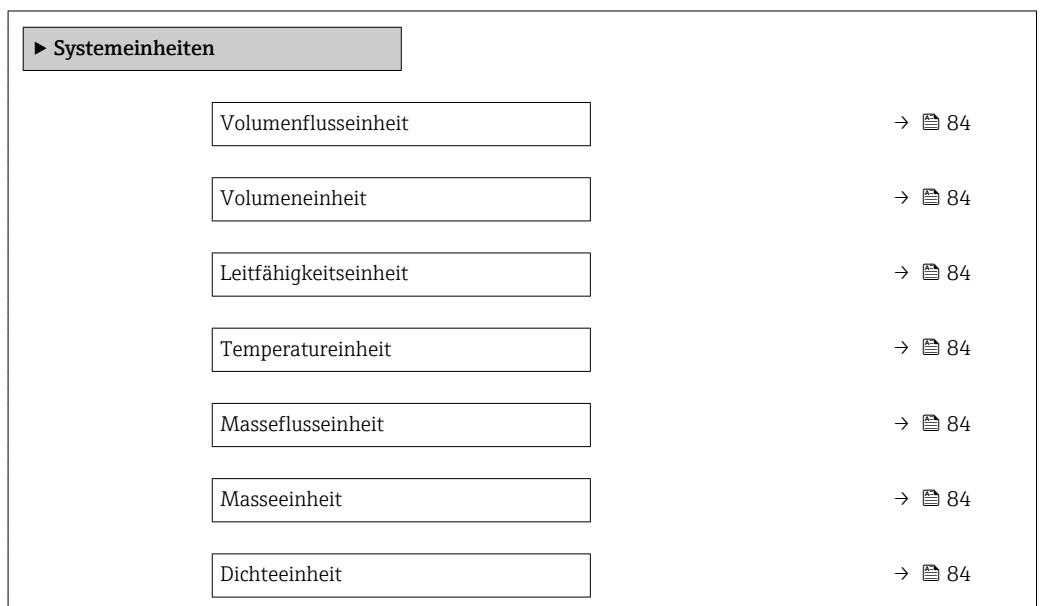 ▶ Systemeinheiten
Volumenflusseinheit → 84
Volumeneinheit → 84
Leitfähigkeitseinheit → 84
Temperatureinheit → 84
Masseflusseinheit → 84
Masseeinheit → 84
Dichteeinheit → 84